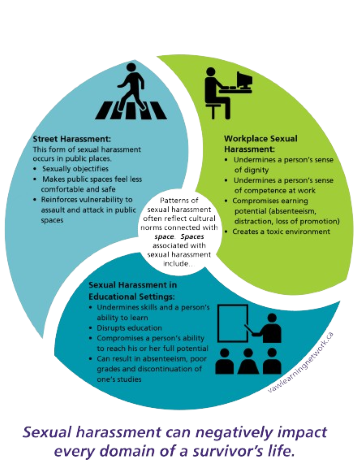 Street Harassment:
This form of sexual harassment
occurs in public places.
• Sexually objectifies
• Makes public spaces feel less
comfortable and safe
• Reinforces vulnerability to
assault and attack in public
spaces
Workplace Sexual
Harassment:
• Undermines a person's sense
of dignity
• Undermines a person's sense
of competence at work
• Compromises earning
potential (absenteeism,
distraction, loss of promotion)
• Creates a toxic environment
Patterns of
sexual harassment
often reflect cultural
norms connected with
space. Spaces
associated with
sexual harassment
include...
Sexual Harassment in
Educational Settings:
• Undermines skills and a person's
ability to learn
• Disrupts education
• Compromises a person's ability
to reach his or her full potential
• Can result in absenteeism, poor
grades and discontinuation of
one's studies
vawlearningnetwork.ca
Sexual harassment can negatively impact
every domain of a survivor's life.